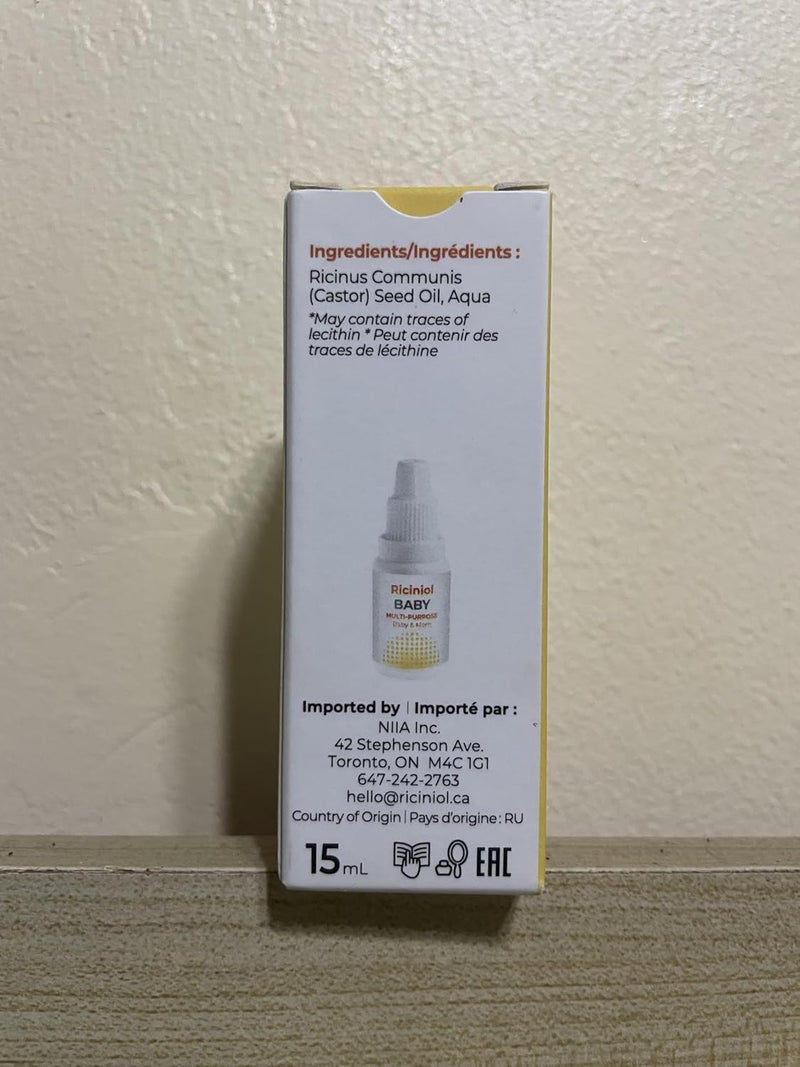 Ingredients/Ingrédients :
Ricinus Communis
(Castor) Seed Oil, Aqua
*May contain traces of
lecithin * Peut contenir des
traces de lécithine
Riciniol
BABY
MULTI-PURPOSE
Baby & Mom
Imported by | Importé par :
NIIA Inc.
42 Stephenson Ave.
Toronto, ON M4C 1G1
647-242-2763
hello@riciniol.ca
Country of Origin | Pays d'origine: RU
15 mL
EAC